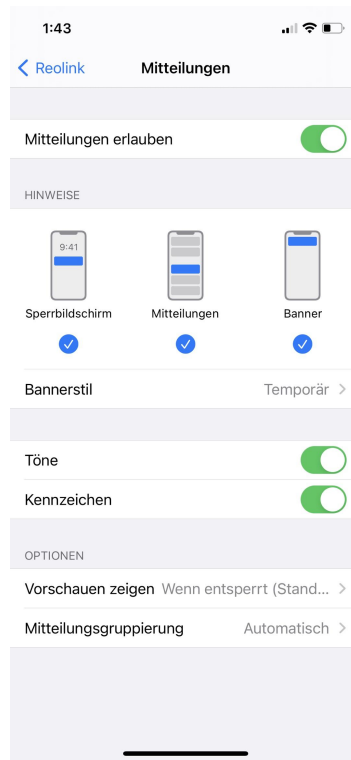 1:43
Reolink
Mitteilungen
Mitteilungen erlauben
HINWEISE
9:41
Sperrbildschirm Mitteilungen Banner
Bannerstil Temporär
Töne
Kennzeichen
OPTIONEN
Vorschauen zeigen Wenn entsperrt (Stand...
Mitteilungsgruppierung Automatisch